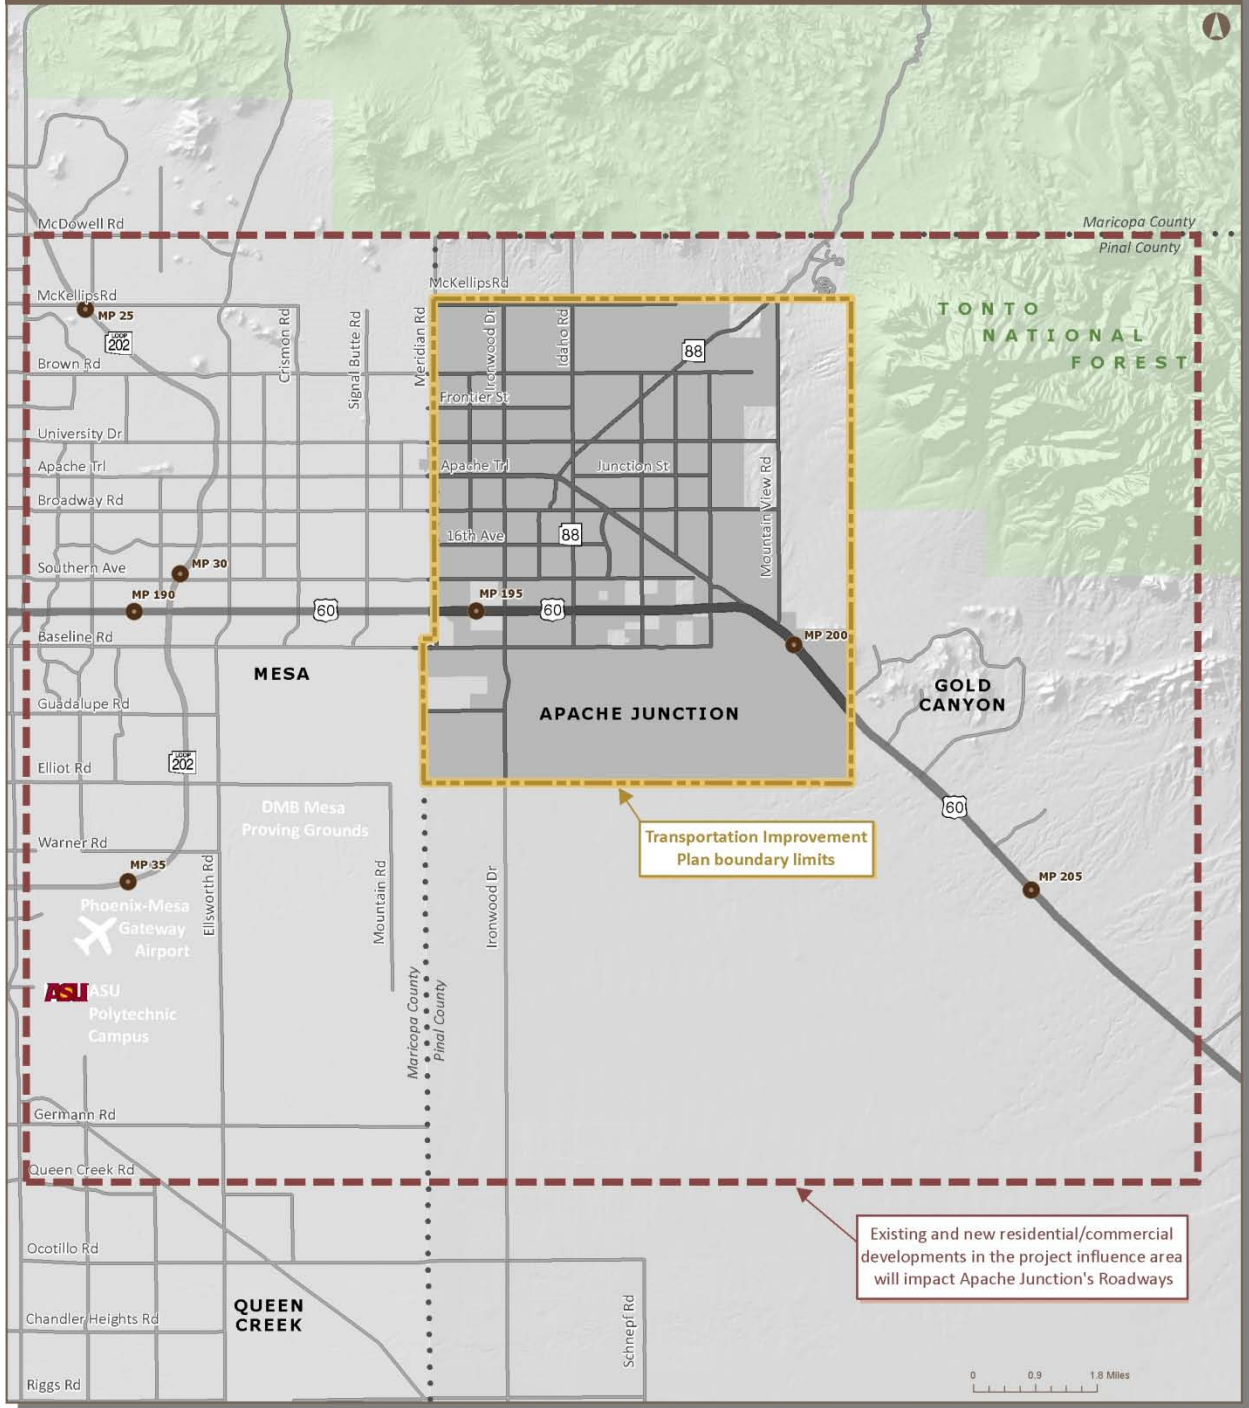 McDowell Rd
Maricopa County
Pinal County
McKellipsRd
McKellipsRd
MP 25
LOOP
202
TONTO
NATIONAL
FOREST
Crismon Rd
Signal Butte Rd
Meridian Rd
Ironwood Dr
Idaho Rd
88
Brown Rd
Frontier St
University Dr
Apache Trl
Apache Trl
Junction St
Broadway Rd
Mountain View Rd
16th Ave
88
Southern Ave
MP 30
MP 190
60
MP 195
60
Baseline Rd
MP 200
MESA
GOLD
CANYON
Guadalupe Rd
APACHE JUNCTION
LOOP
202
Elliot Rd
DMB Mesa
Proving Grounds
60
Transportation Improvement
Plan boundary limits
Warner Rd
MP 35
Ellsworth Rd
Mountain Rd
Ironwood Dr
MP 205
Phoenix-Mesa
Gateway
Airport
ASU
ASU
Polytechnic
Campus
Maricopa County
Pinal County
Germann Rd
Queen Creek Rd
Existing and new residential/commercial
developments in the project influence area
will impact Apache Junction's Roadways
Ocotillo Rd
QUEEN
CREEK
Chandler Heights Rd
Schnepf Rd
Riggs Rd
0 0.9 1.8 Miles